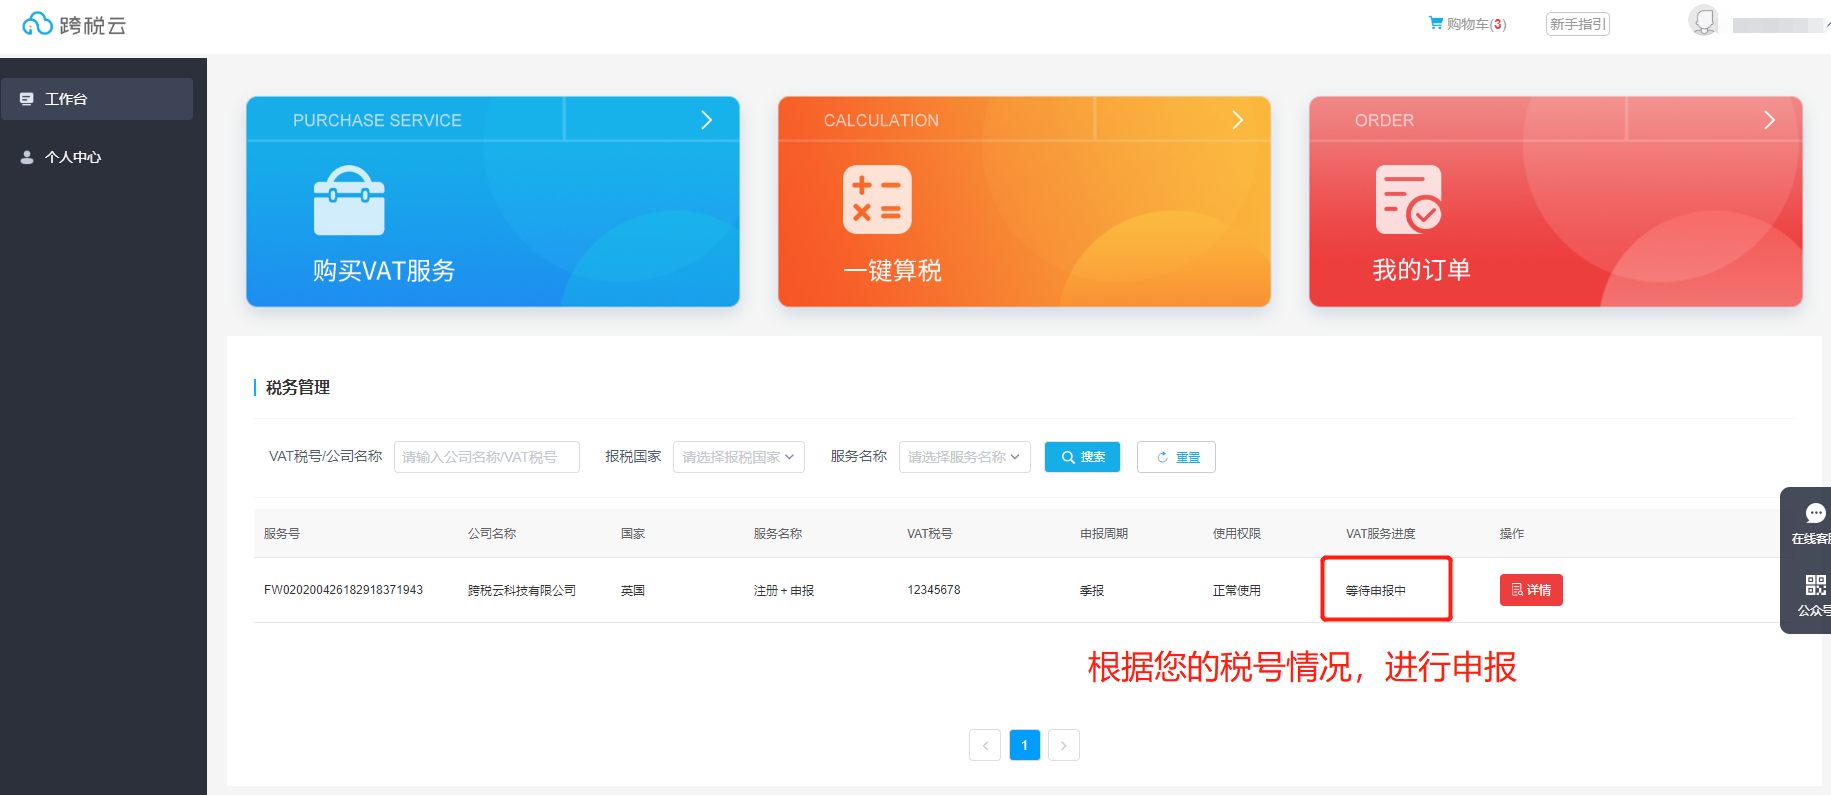 跨税云
购物车(3)
新手指引
工作台
个人中心
PURCHASE SERVICE
购买VAT服务
CALCULATION
一键算税
ORDER
我的订单
税务管理
VAT税号/公司名称 请输入公司名称/VAT税号 报税国家 请选择报税国家 服务名称 请选择服务名称 搜索 重置
服务号 公司名称 国家 服务名称 VAT税号 申报周期 使用权限 VAT服务进度 操作
FW020200426182918371943 跨税云科技有限公司 英国 注册+申报 12345678 季报 正常使用 等待申报中 详情
根据您的税号情况，进行申报
1
在线客服
公众号